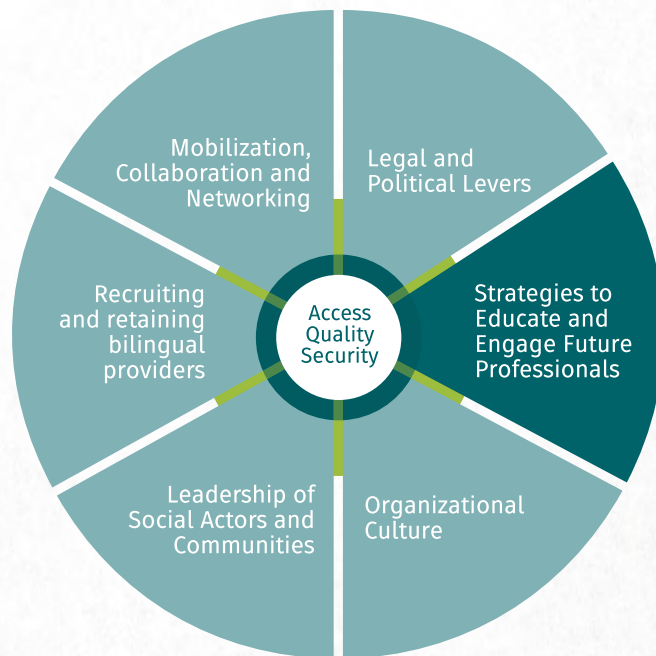 Mobilization,
Collaboration and
Networking
Legal and
Political Levers
Recruiting
and retaining
bilingual
providers
Access
Quality
Security
Strategies to
Educate and
Engage Future
Professionals
Leadership of
Social Actors and
Communities
Organizational
Culture